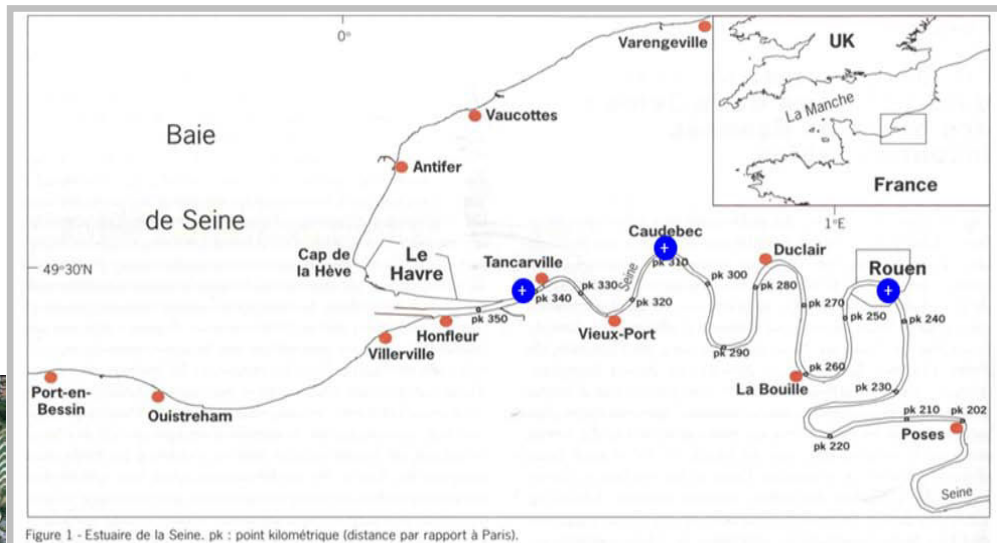 0°
Varengeville
UK
La Manche
France
Vaucottes
Baie
de Seine
Antifer
1°E
Cap de
la Hève
Le
Havre
49°30'N
Tancarville
Caudebec
pk 310
Duclair
Rouen
Seine
pk 300
pk 280
pk 330
pk 340
pk 320
pk 270
pk 250
pk 240
pk 350
Honfleur
Vieux-Port
Villerville
pk 290
pk 260
La Bouille
pk 230
Port-en-
Bessin
Ouistreham
pk 210
pk 202
Poses
pk 220
Seine
Figure 1 - Estuaire de la Seine. pk : point kilométrique (distance par rapport à Paris).